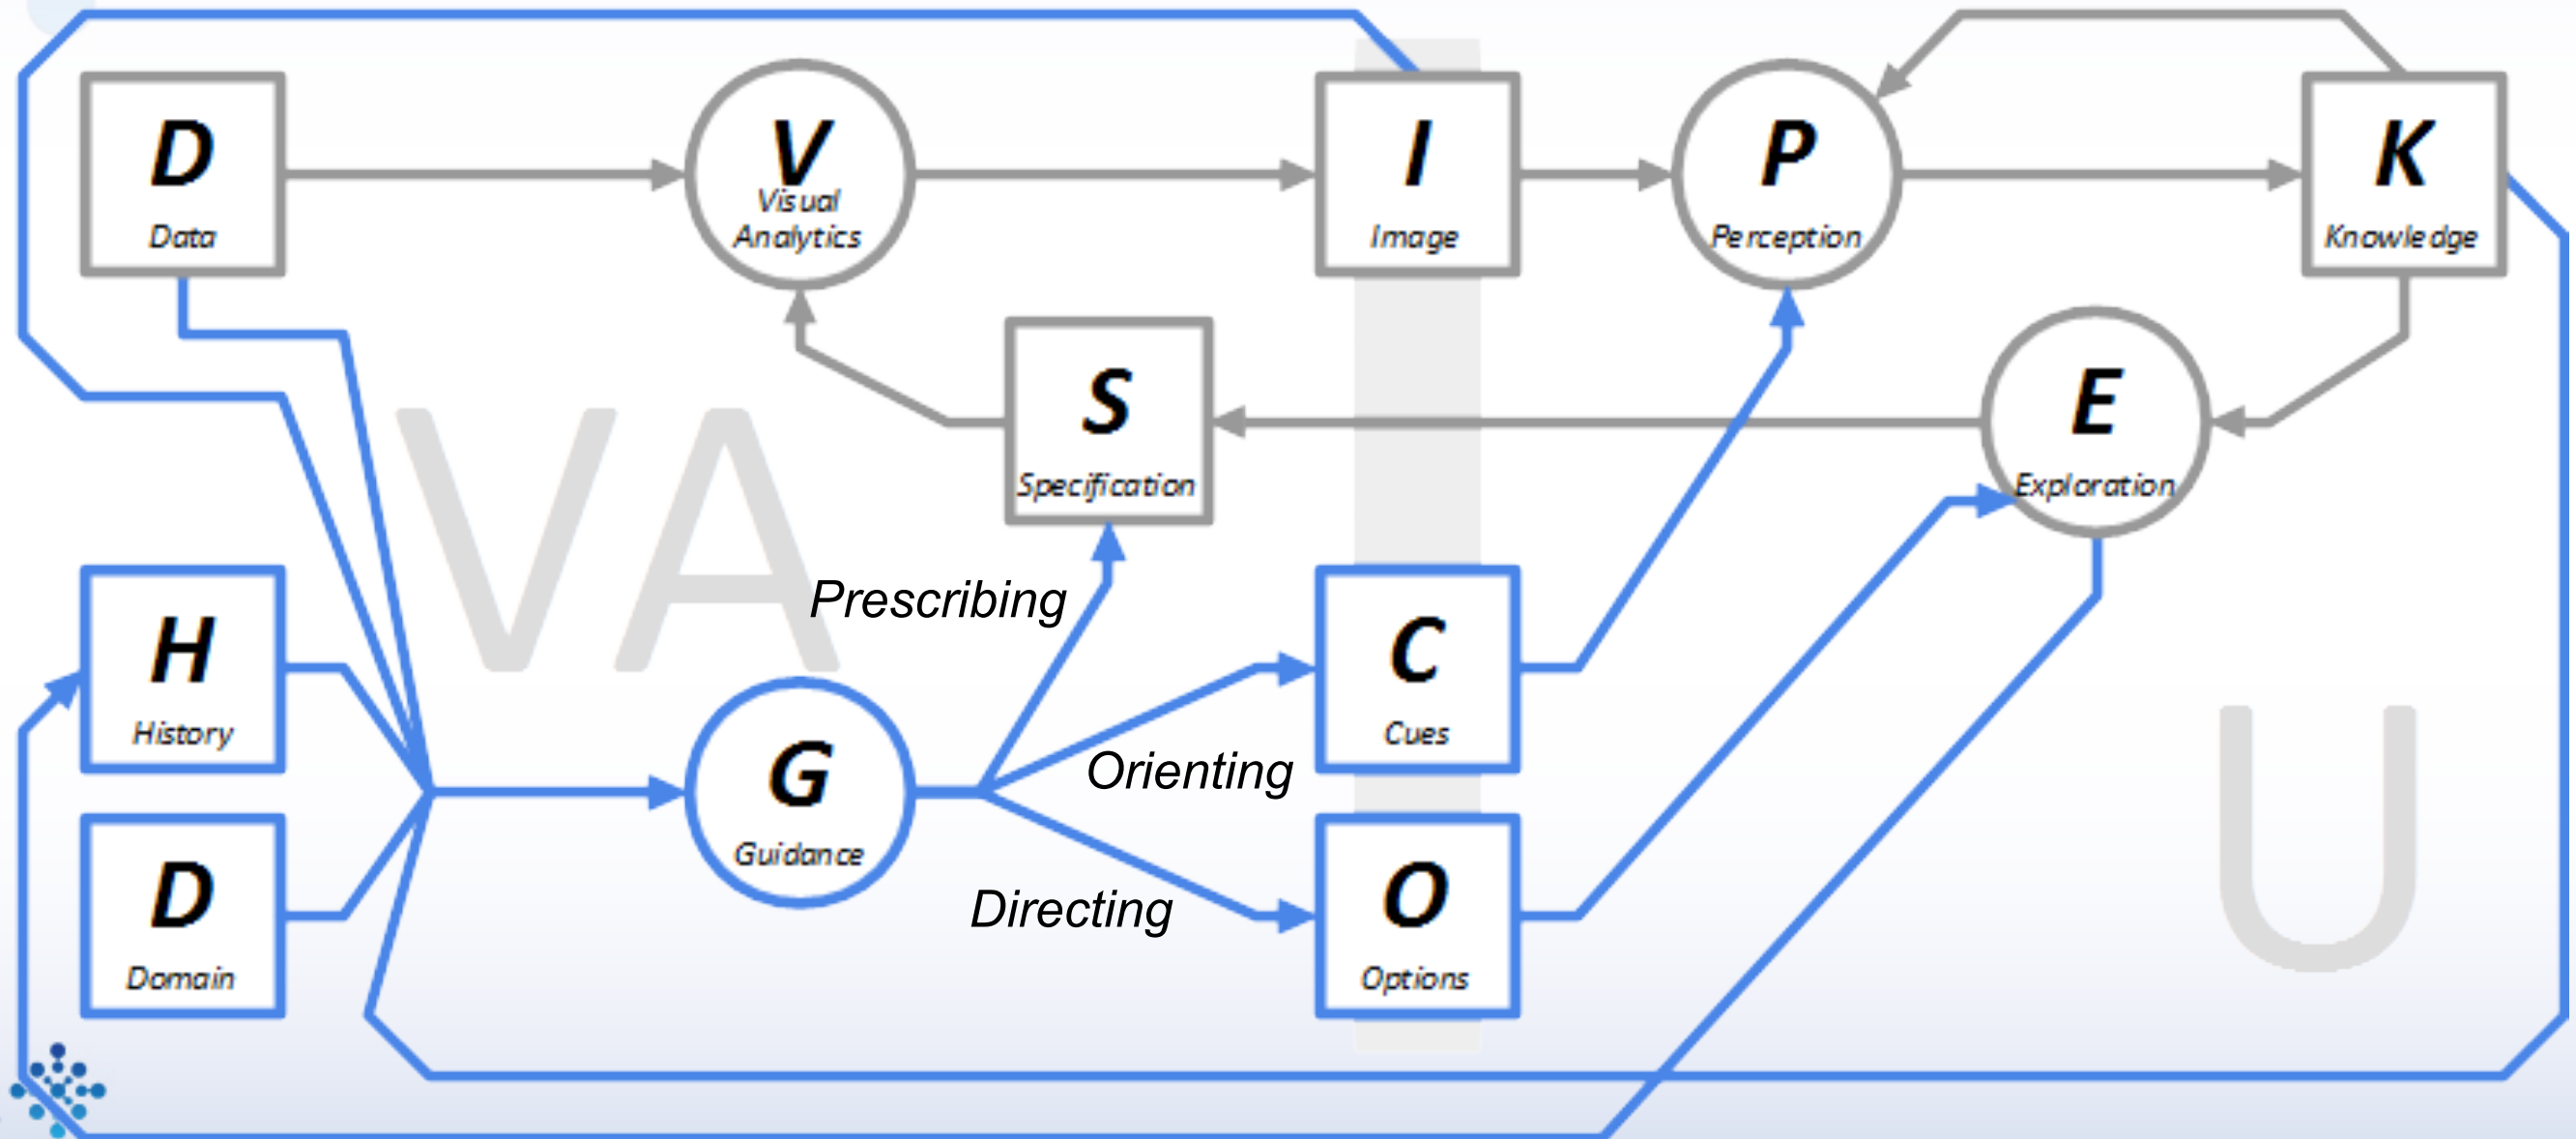 D
Data
V
Visual
Analytics
I
Image
P
Perception
K
Knowledge
S
Specification
E
Exploration
VA
H
History
Prescribing
C
Cues
G
Guidance
Orienting
U
D
Domain
Directing
O
Options